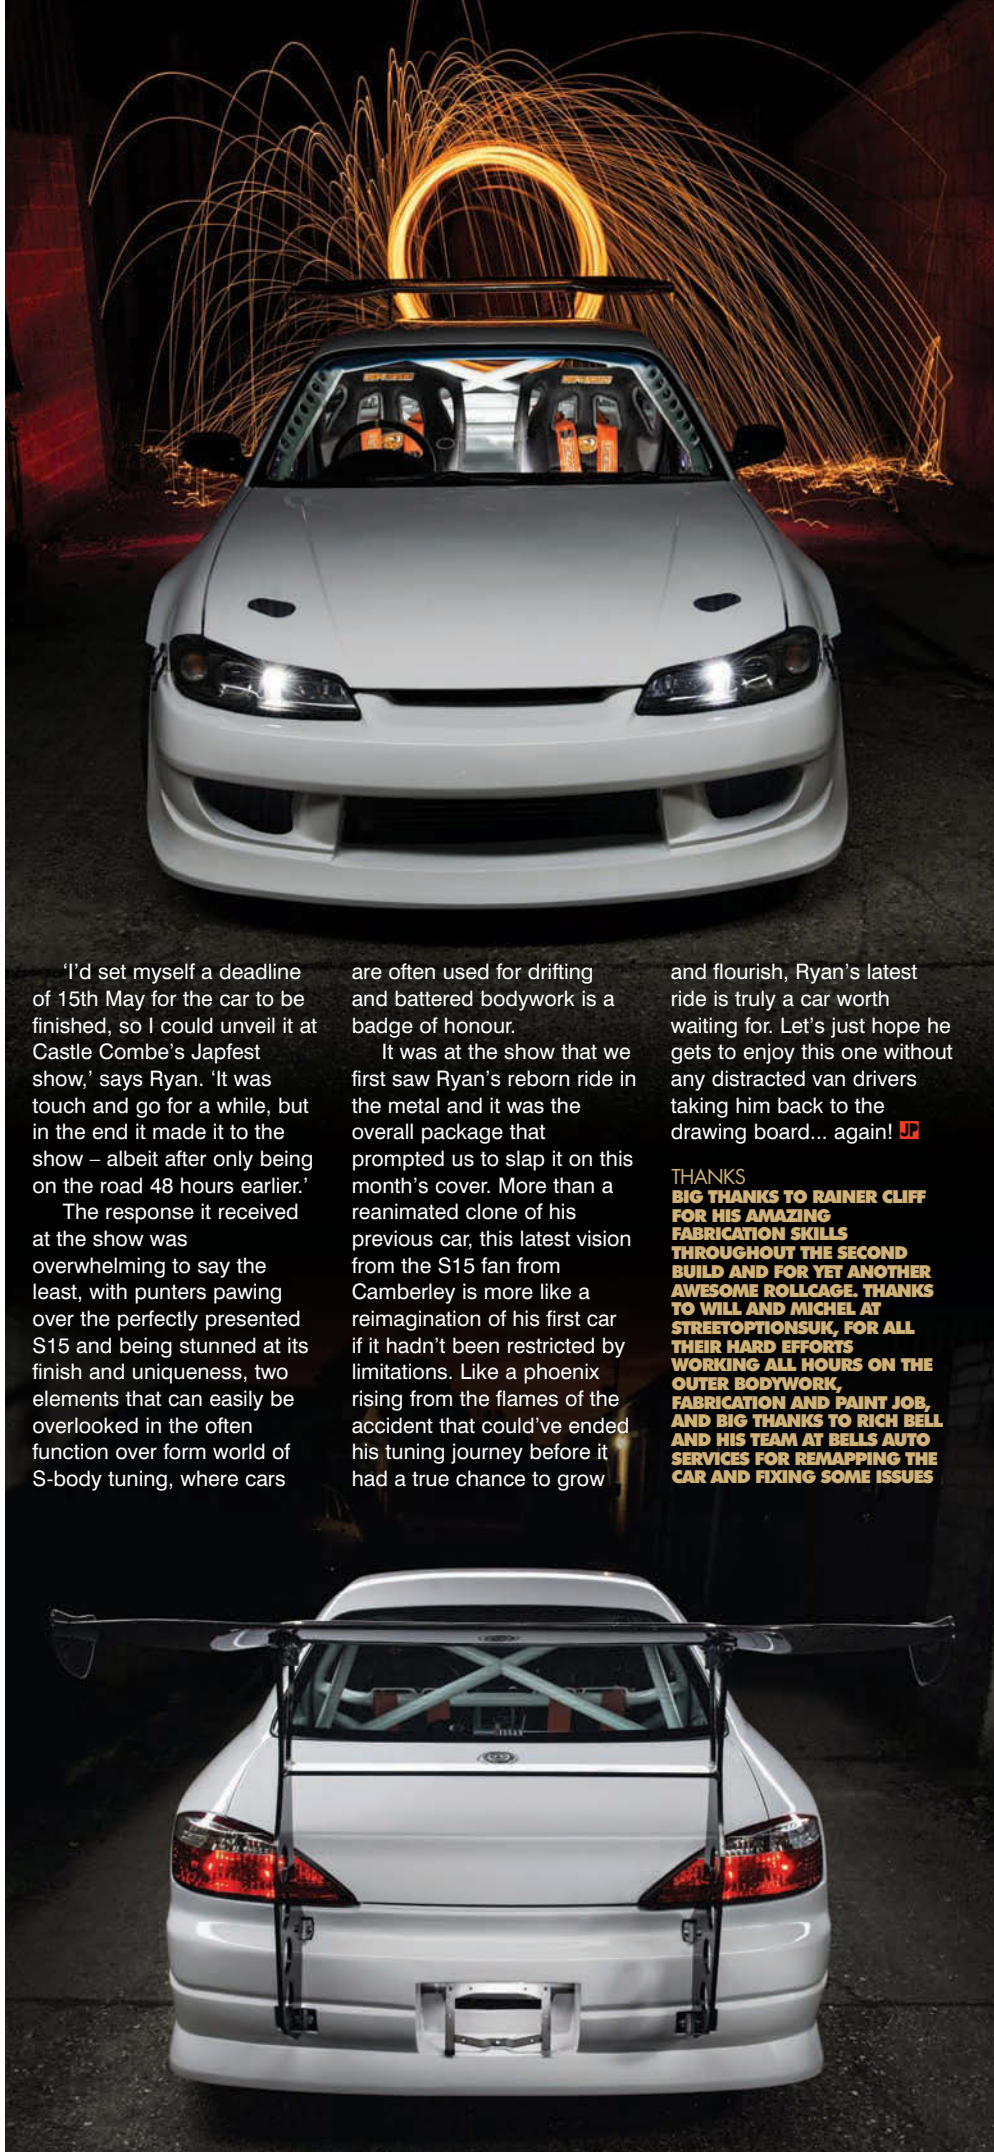 ‘I’d set myself a deadline
of 15th May for the car to be
finished, so I could unveil it at
Castle Combe’s Japfest
show,’ says Ryan. ‘It was
touch and go for a while, but
in the end it made it to the
show – albeit after only being
on the road 48 hours earlier.’
The response it received
at the show was
overwhelming to say the
least, with punters pawing
over the perfectly presented
S15 and being stunned at its
finish and uniqueness, two
elements that can easily be
overlooked in the often
function over form world of
S-body tuning, where cars
are often used for drifting
and battered bodywork is a
badge of honour.
It was at the show that we
first saw Ryan’s reborn ride in
the metal and it was the
overall package that
prompted us to slap it on this
month’s cover. More than a
reanimated clone of his
previous car, this latest vision
from the S15 fan from
Camberley is more like a
reimagination of his first car
if it hadn’t been restricted by
limitations. Like a phoenix
rising from the flames of the
accident that could’ve ended
his tuning journey before it
had a true chance to grow
and flourish, Ryan’s latest
ride is truly a car worth
waiting for. Let’s just hope he
gets to enjoy this one without
any distracted van drivers
taking him back to the
drawing board... again! JP
THANKS
BIG THANKS TO RAINER CLIFF
FOR HIS AMAZING
FABRICATION SKILLS
THROUGHOUT THE SECOND
BUILD AND FOR YET ANOTHER
AWESOME ROLLCAGE. THANKS
TO WILL AND MICHEL AT
STREETOPTIONSUK, FOR ALL
THEIR HARD EFFORTS
WORKING ALL HOURS ON THE
OUTER BODYWORK,
FABRICATION AND PAINT JOB,
AND BIG THANKS TO RICH BELL
AND HIS TEAM AT BELLS AUTO
SERVICES FOR REMAPPING THE
CAR AND FIXING SOME ISSUES